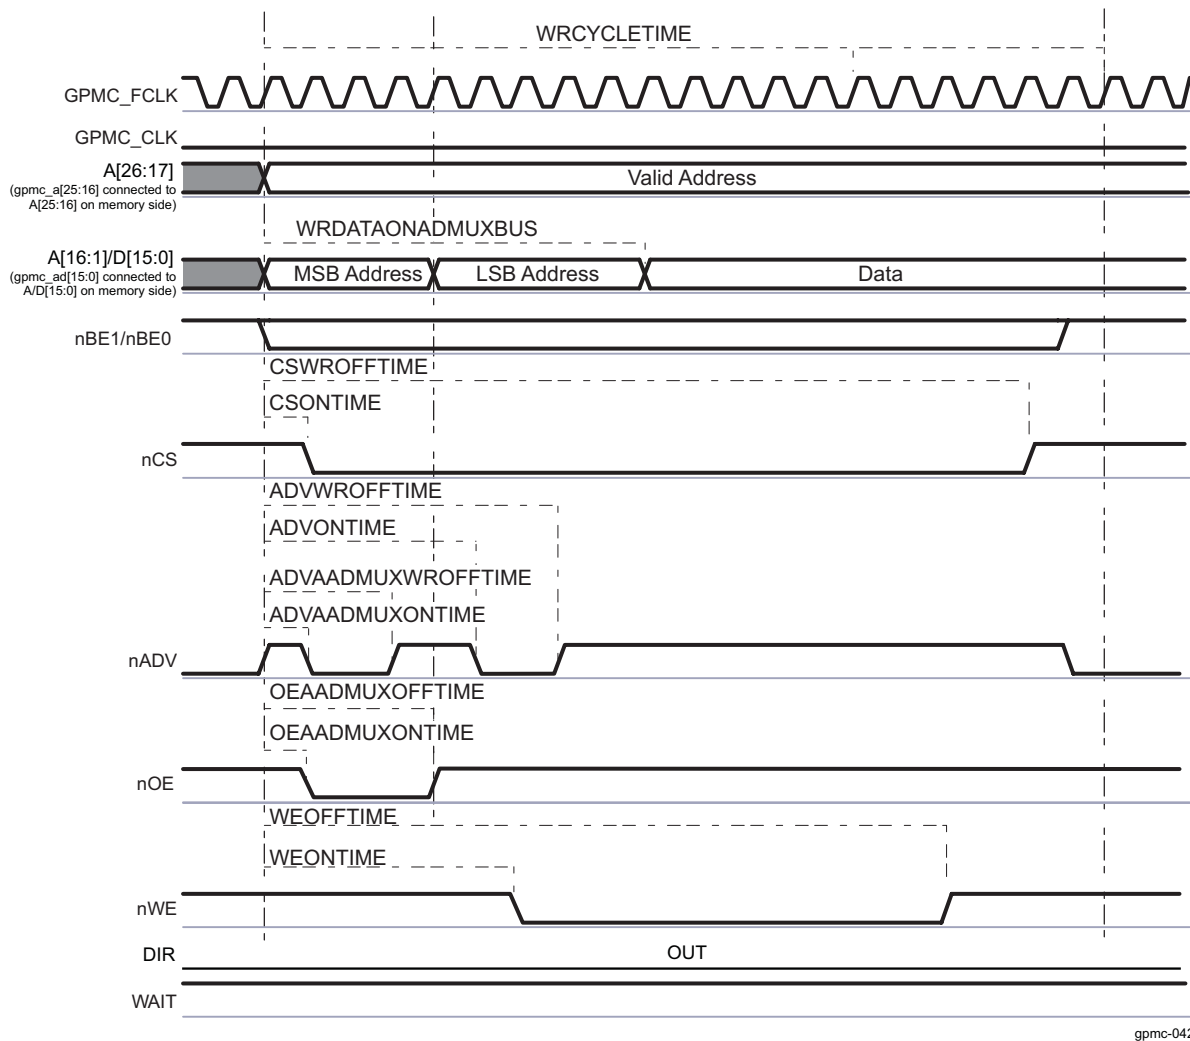 WRCYCLETIME
GPMC_FCLK
GPMC_CLK
A[26:17]
(gpmc_a[25:16] connected to
A[25:16] on memory side)
Valid Address
WRDATAONADMUXBUS
A[16:1]/D[15:0]
(gpmc_ad[15:0] connected to
A/D[15:0] on memory side)
MSB Address
LSB Address
Data
nBE1/nBE0
CSWROFFTIME
CSONTIME
nCS
ADVWROFFTIME
ADVONTIME
ADVAADMUXWROFFTIME
ADVAADMUXONTIME
nADV
OEAADMUXOFFTIME
OEAADMUXONTIME
nOE
WEOFFTIME
WEONTIME
nWE
DIR
OUT
WAIT
gpmc-042